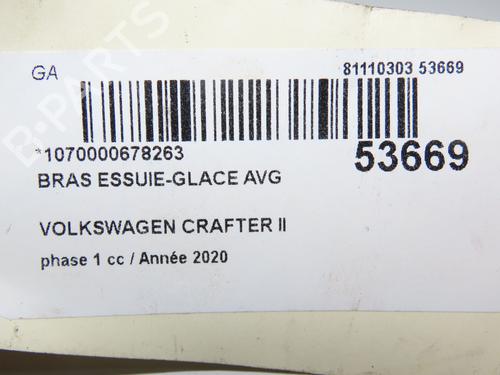 GA
81110303 53669
*1070000678263
53669
BRAS ESSUIE-GLACE AVG
VOLKSWAGEN CRAFTER II
phase 1 cc / Année 2020
B-PARTS